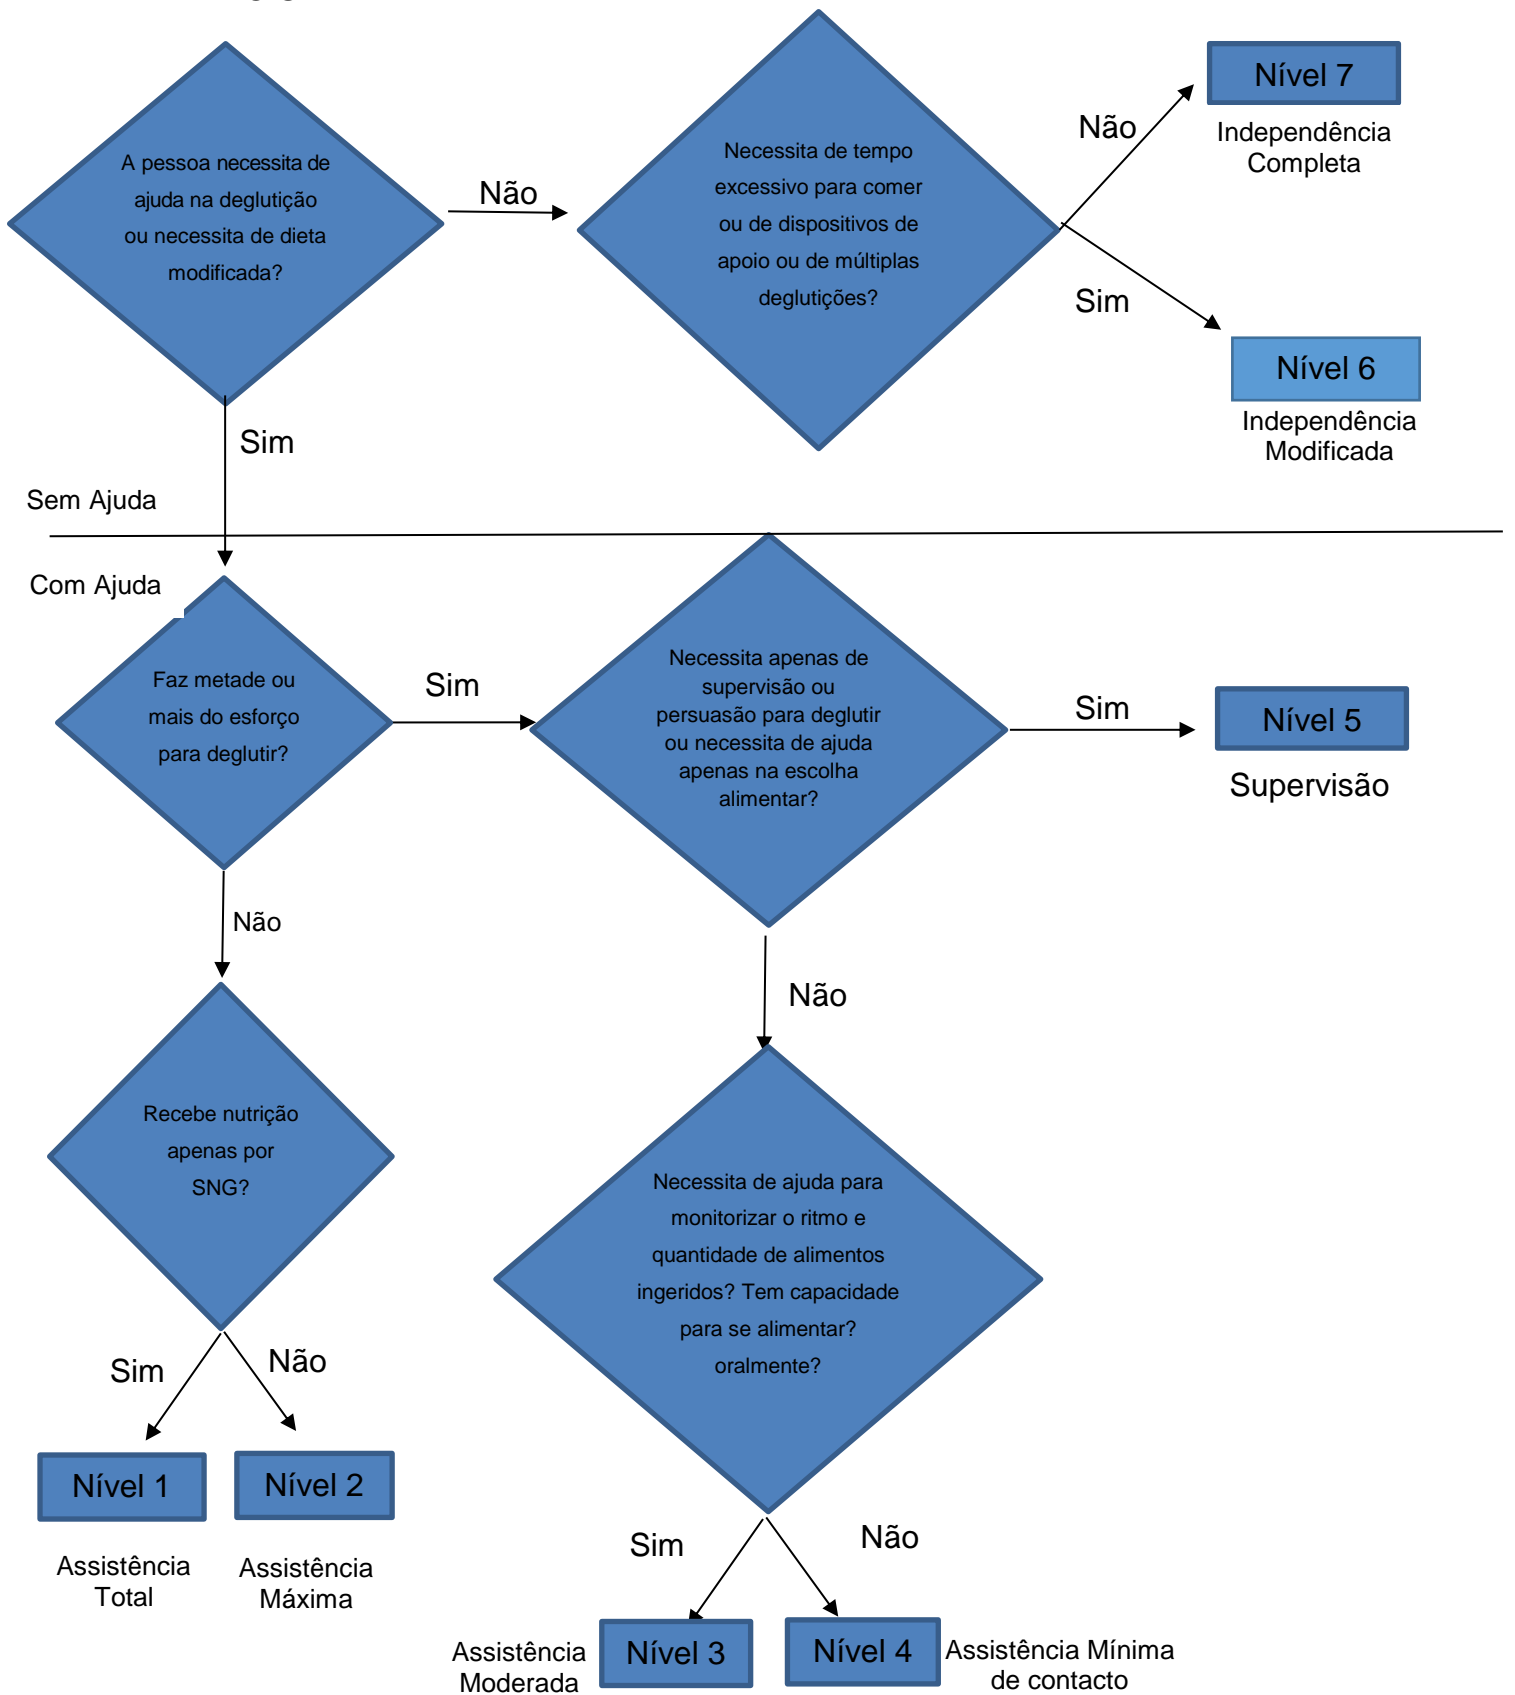 A pessoa necessita de
ajuda na deglutição
ou necessita de dieta
modificada?
Não
Necessita de tempo
excessivo para comer
ou de dispositivos de
apoio ou de múltiplas
deglutições?
Não
Nível 7
Independência
Completa
Sim
Nível 6
Independência
Modificada
Sim
Sem Ajuda
Com Ajuda
Faz metade ou
mais do esforço
para deglutir?
Sim
Necessita apenas de
supervisão ou
persuasão para deglutir
ou necessita de ajuda
apenas na escolha
alimentar?
Sim
Nível 5
Supervisão
Não
Não
Recebe nutrição
apenas por
SNG?
Necessita de ajuda para
monitorizar o ritmo e
quantidade de alimentos
ingeridos? Tem capacidade
para se alimentar?
oralmente?
Sim
Não
Nível 1
Nível 2
Assistência
Total
Assistência
Máxima
Sim
Não
Assistência
Moderada
Nível 3
Nível 4
Assistência Mínima
de contacto